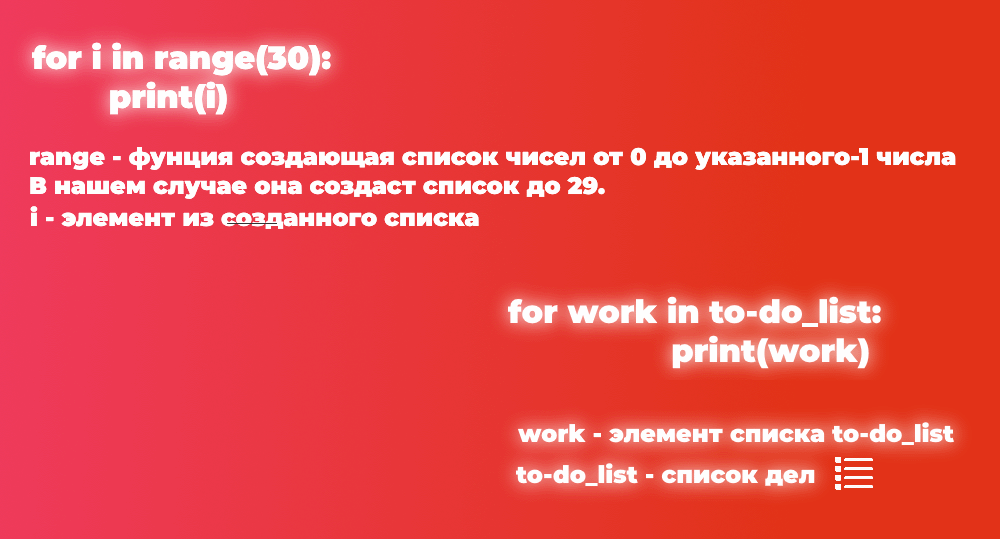 for i in range(30):
print(i)
range - фунция создающая список чисел от 0 до указанного-1 числа
В нашем случае она создаст список до 29.
i - элемент из созданного списка
for work in to-do_list:
print(work)
work - элемент списка to-do_list
to-do_list - список дел